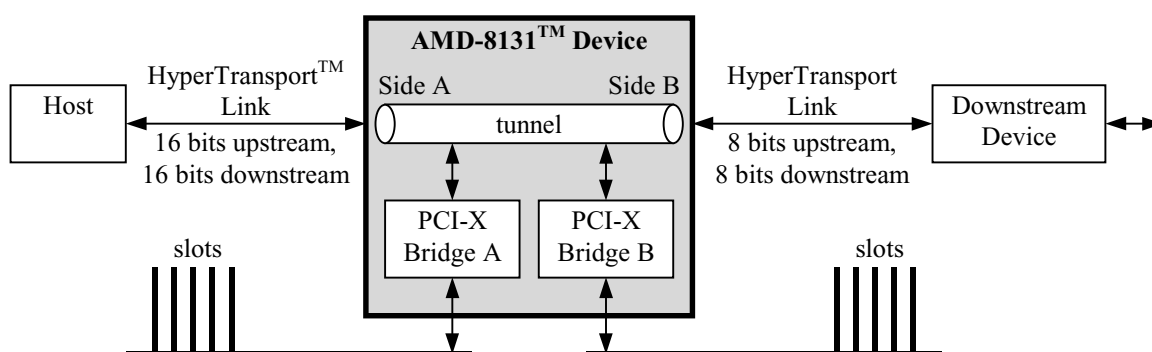 AMD-8131™ Device
HyperTransport™
Link
16 bits upstream,
16 bits downstream
Host
Side A
Side B
tunnel
HyperTransport
Link
8 bits upstream,
8 bits downstream
Downstream
Device
PCI-X
Bridge A
PCI-X
Bridge B
slots
slots